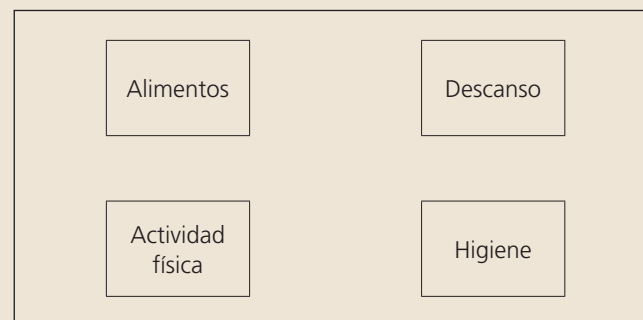 Alimentos
Descanso
Actividad
física
Higiene